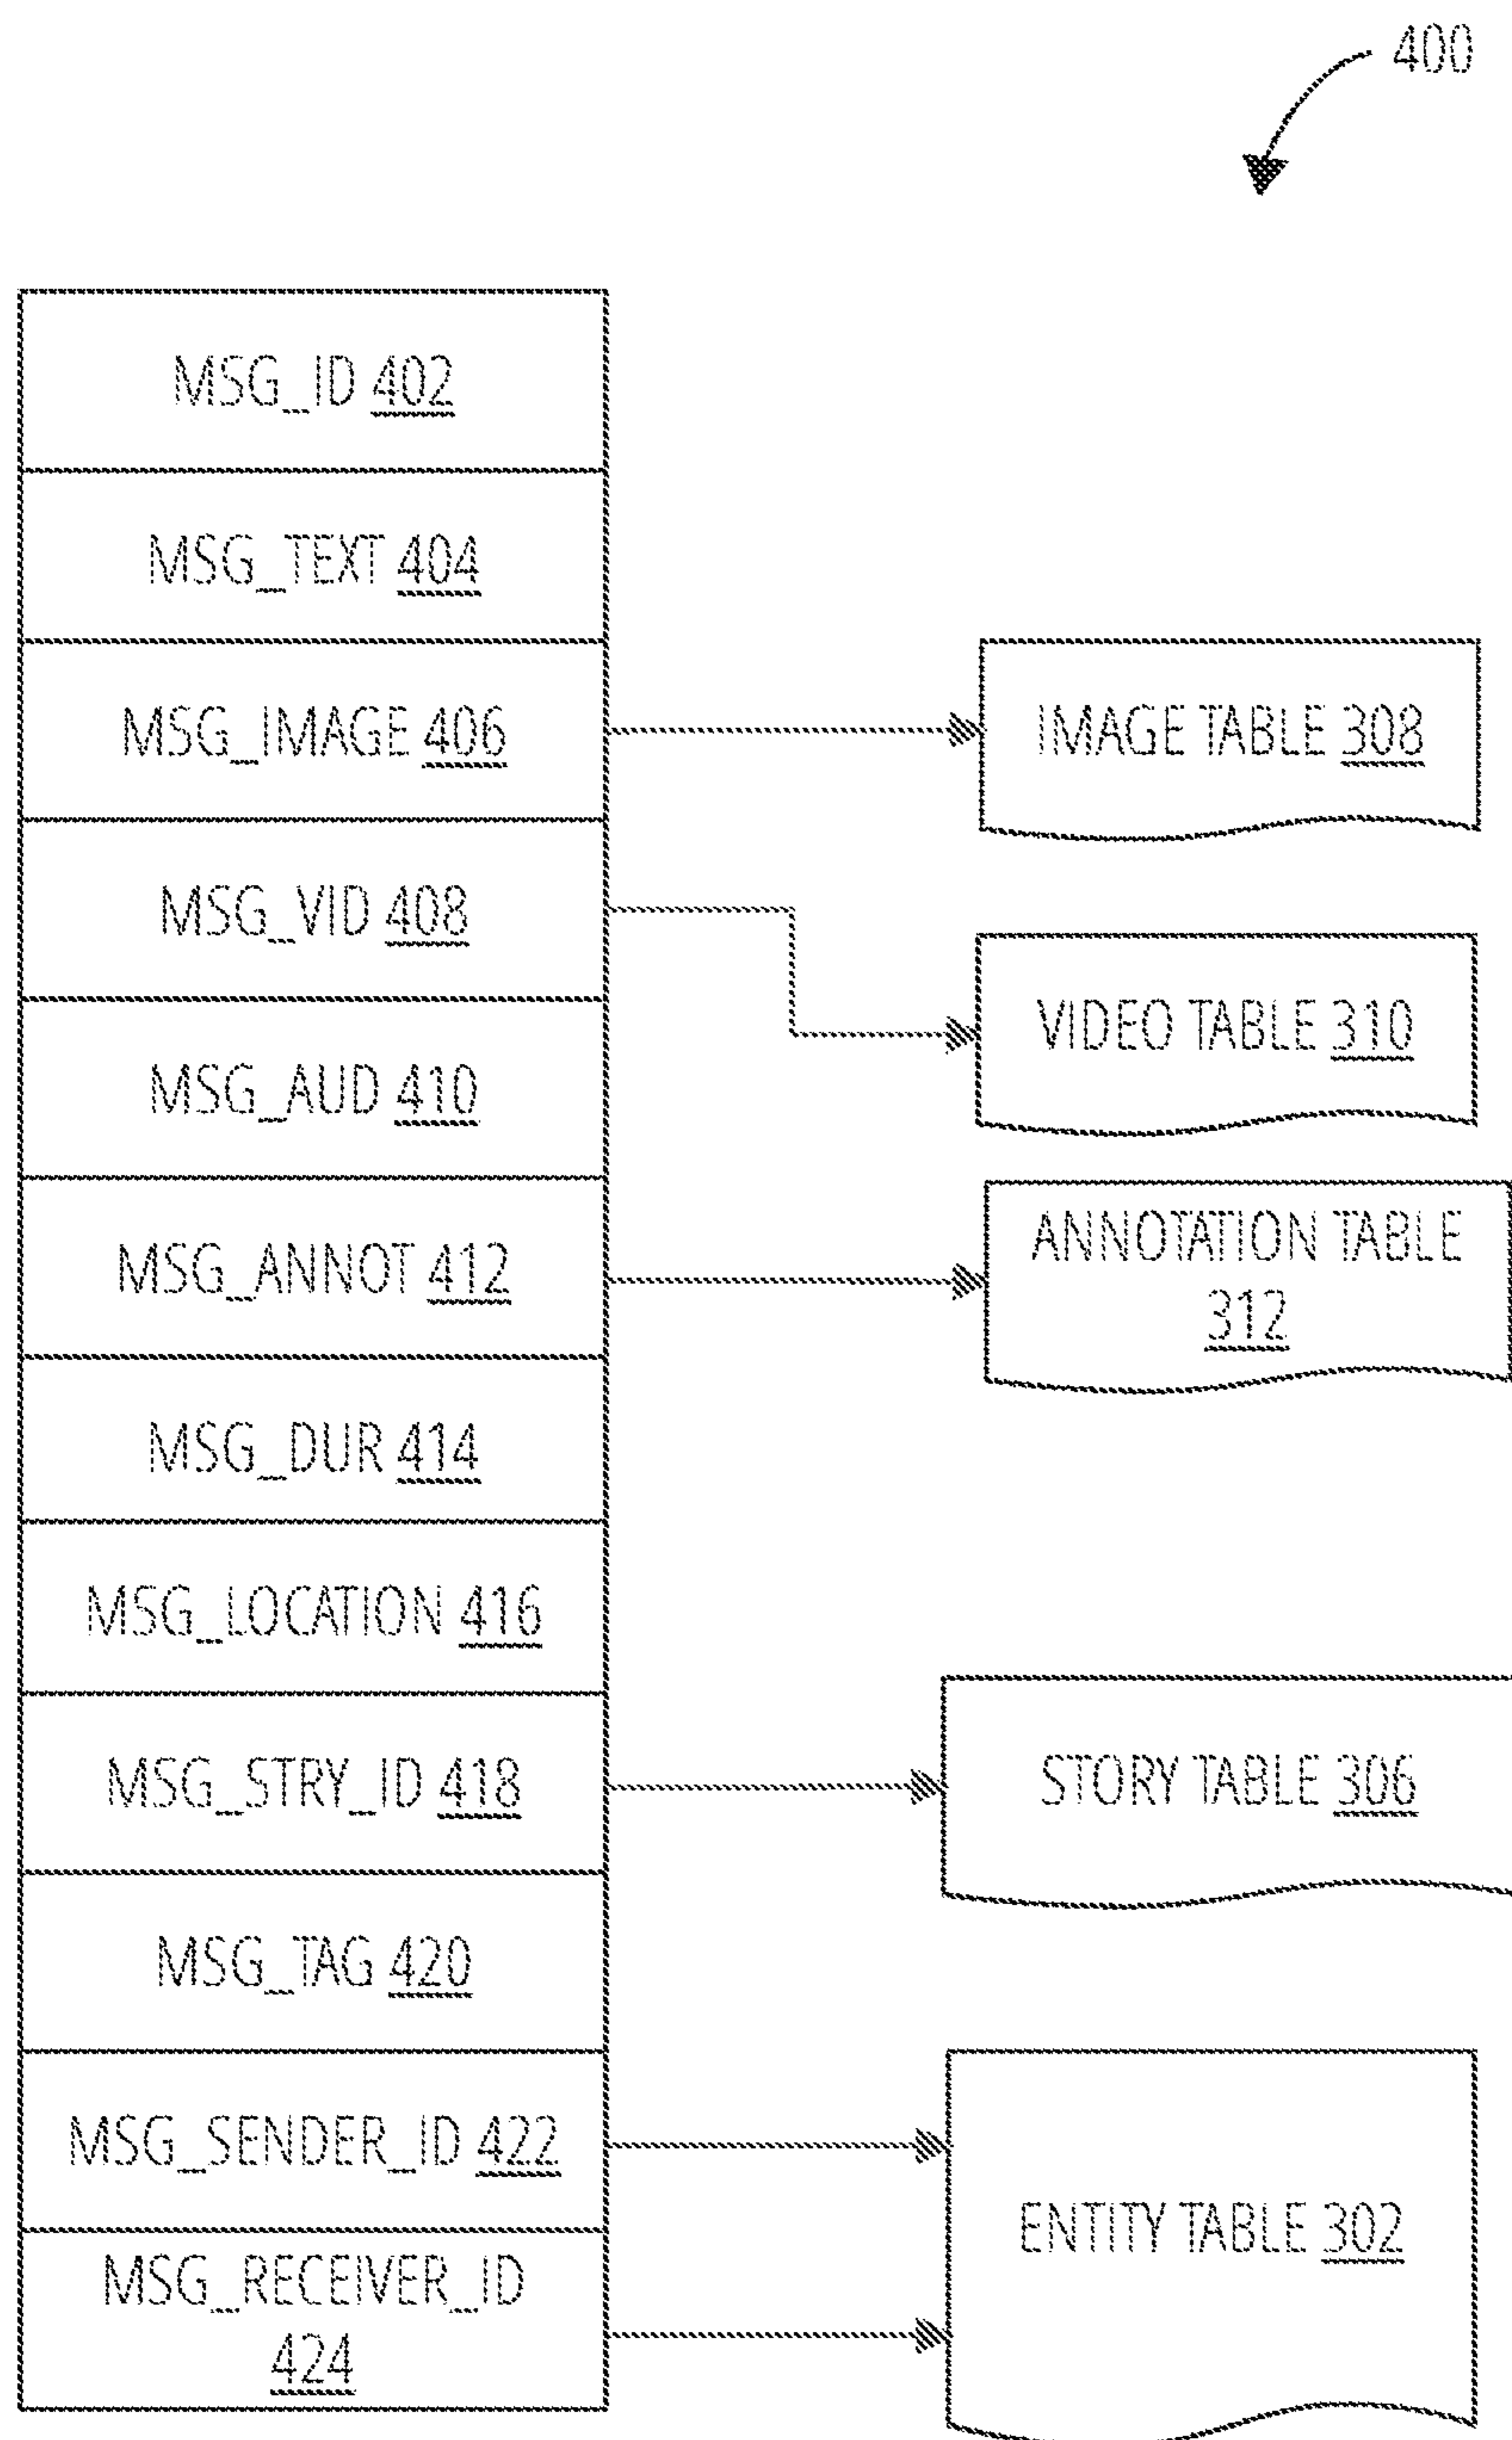 400
MSG_ID 402
MSG_TEXT 404
MSG_IMAGE 406
IMAGE TABLE 308
MSG_VID 408
VIDEO TABLE 310
MSG_AUD 410
MSG_ANNOT 412
ANNOTATION TABLE
312
MSG_DUR 414
MSG_LOCATION 416
MSG_STRY_ID 418
STORY TABLE 306
MSG_TAG 420
MSG_SENDER_ID 422
ENTITY TABLE 302
MSG_RECEIVER_ID
424